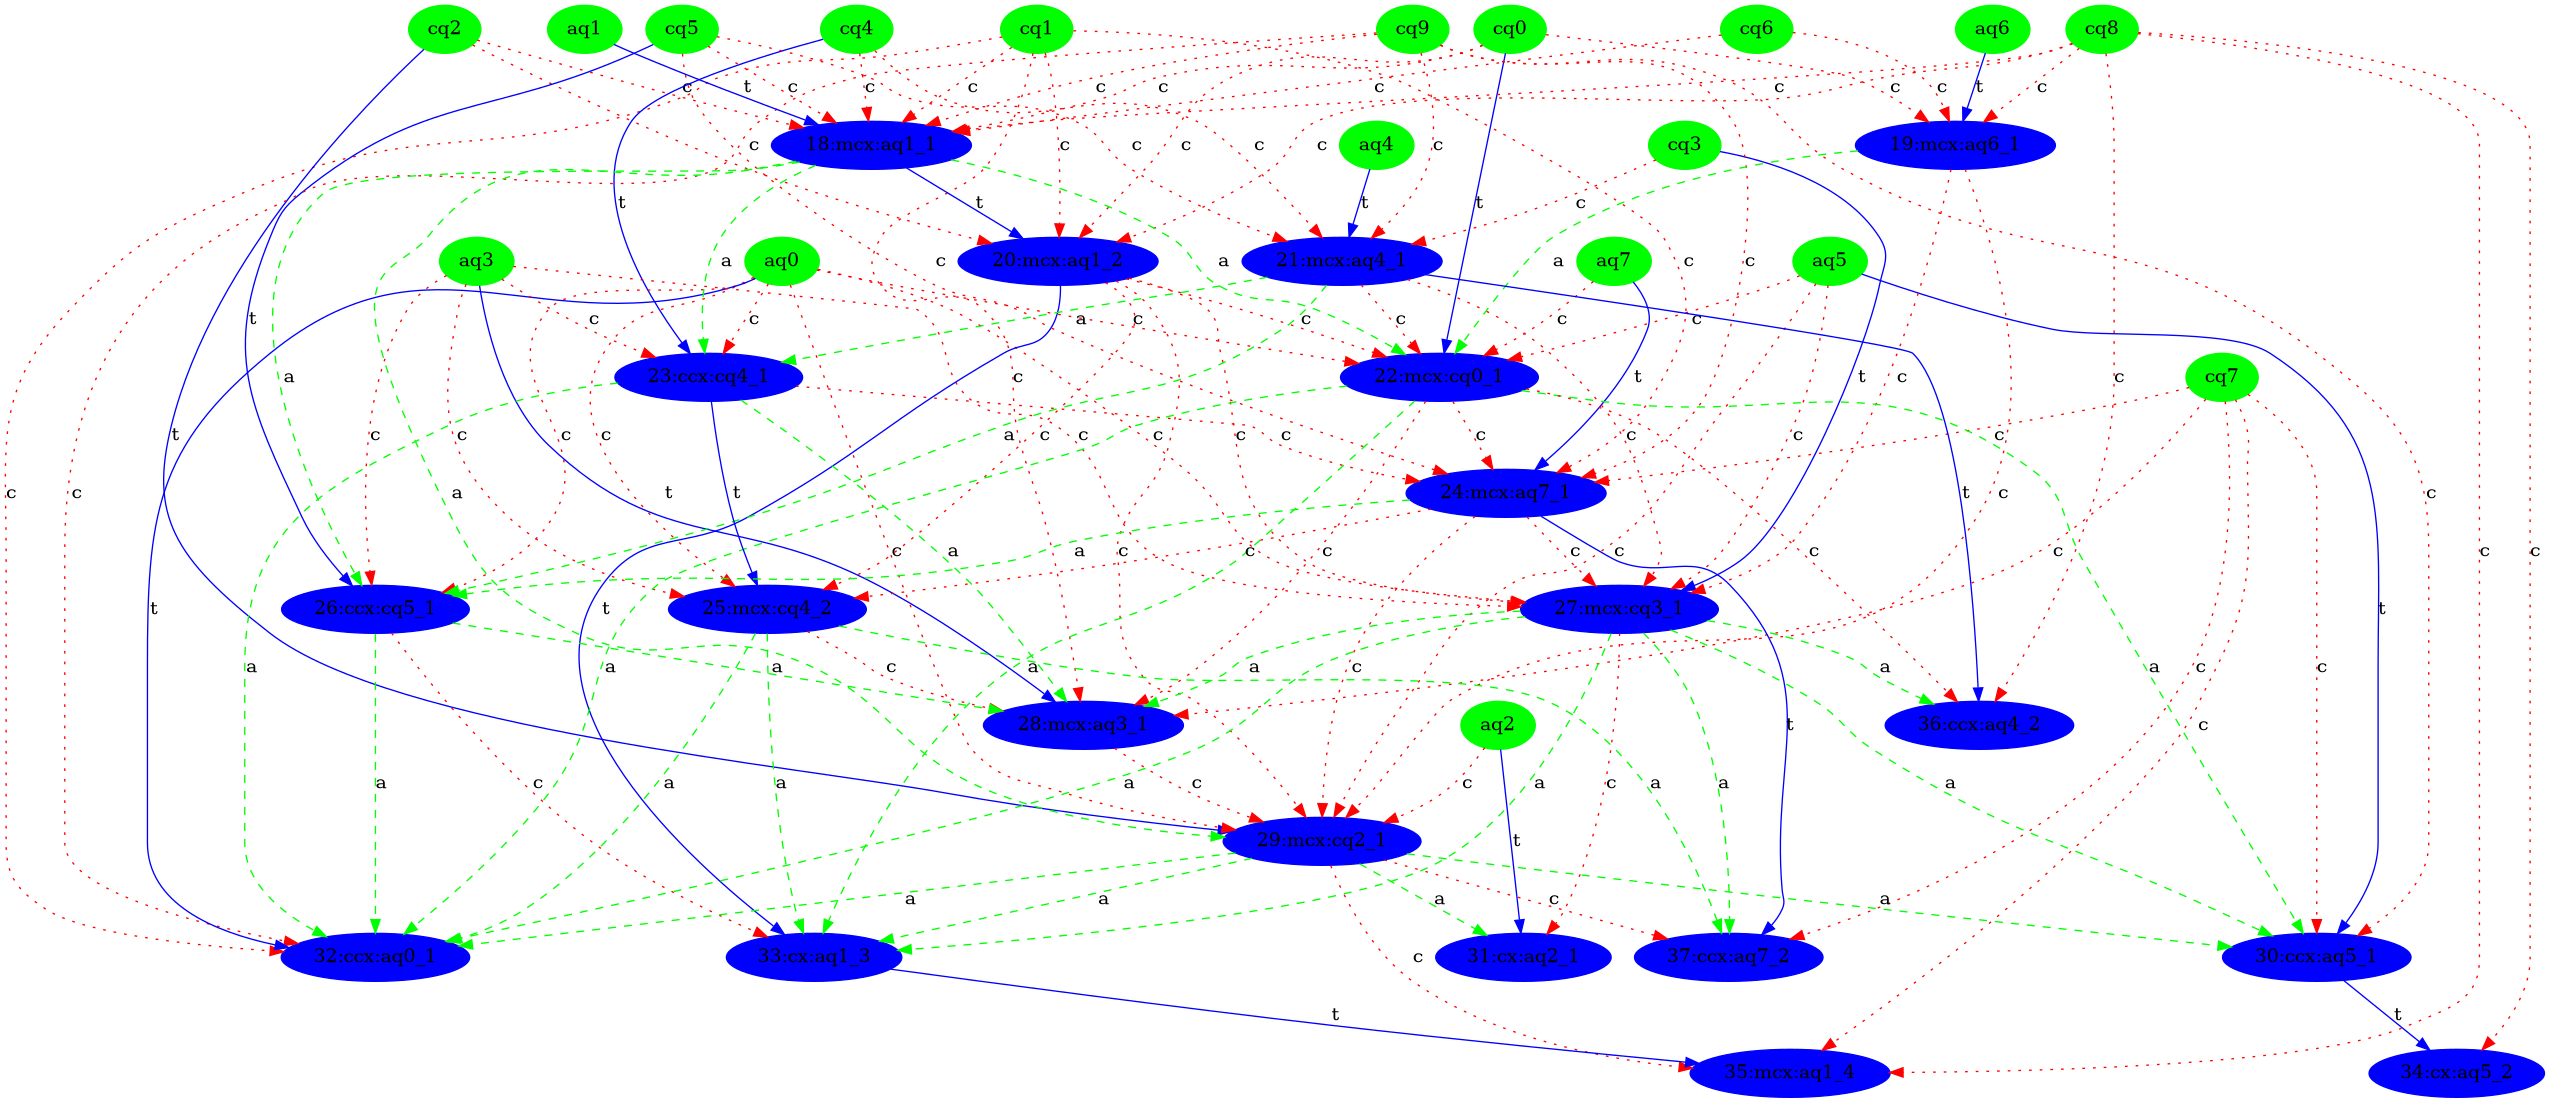 cq2 aq1 cq5 cq4 cq1 cq9 cq0 cq6 aq6 cq8
c t c c c c c c c t c
18:mcx:aq1_1 aq4 cq3 19:mcx:aq6_1
t c t c c c c t c c
aq3 aq0 20:mcx:aq1_2 21:mcx:aq4_1 aq7 aq5
t c c a a c a c c c a c c t
23:ccx:cq4_1 22:mcx:cq0_1 cq7
a c c c t c c c a c c t c c c
24:mcx:aq7_1
c c a t t c c c t c c c
26:ccx:cq5_1 25:mcx:cq4_2 27:mcx:cq3_1
t t a a a c a c a a c a a c
28:mcx:aq3_1 aq2 36:ccx:aq4_2
a a a c a c c a c a a t a c c c
29:mcx:cq2_1
a a t c a
32:ccx:aq0_1 33:cx:aq1_3 31:cx:aq2_1 37:ccx:aq7_2 30:ccx:aq5_1
t c t
35:mcx:aq1_4 34:cx:aq5_2